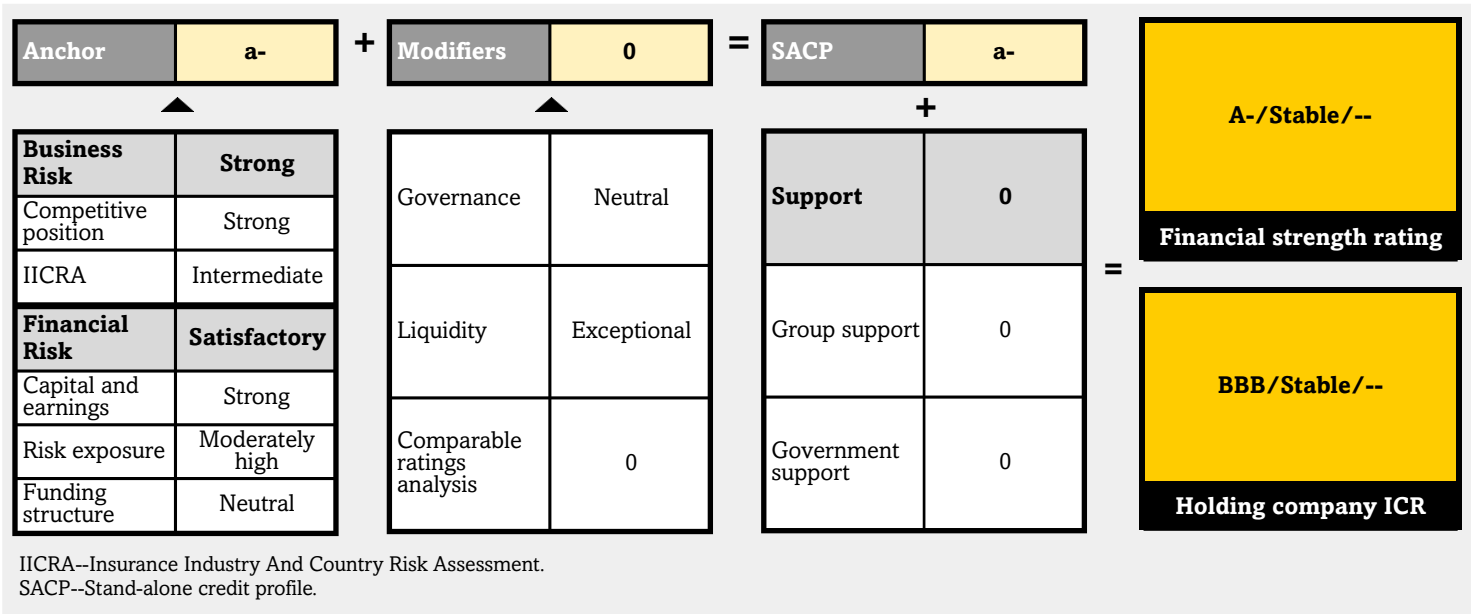 Anchor a- + Modifiers 0 = SACP a-
+
Business
Risk
Strong
Competitive
position
Strong
IICRA Intermediate
Financial
Risk
Satisfactory
Capital and
earnings
Strong
Risk exposure
Moderately
high
Funding
structure
Neutral
Governance Neutral
Liquidity Exceptional
Comparable
ratings
analysis
0
Support 0
Group support 0
Government
support
0
=
A-/Stable/--
Financial strength rating
BBB/Stable/--
Holding company ICR
IICRA--Insurance Industry And Country Risk Assessment.
SACP--Stand-alone credit profile.